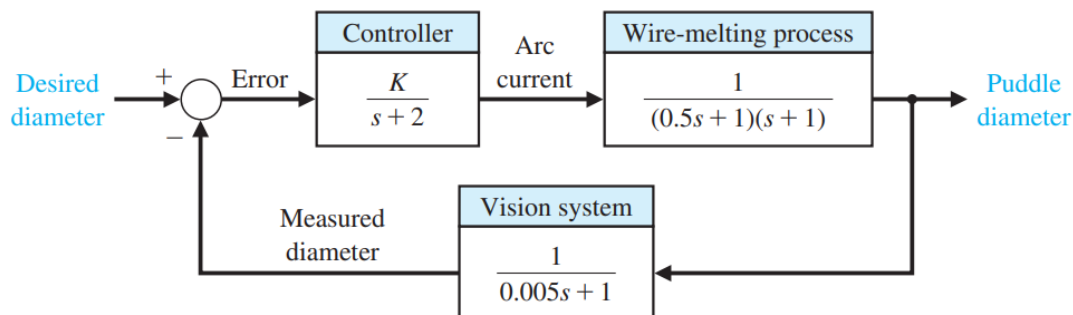 Controller
Wire-melting process
Desired
diameter
+
−
Error
K
s + 2
Arc
current
1
(0.5s + 1)(s + 1)
Puddle
diameter
Measured
diameter
Vision system
1
0.005s + 1